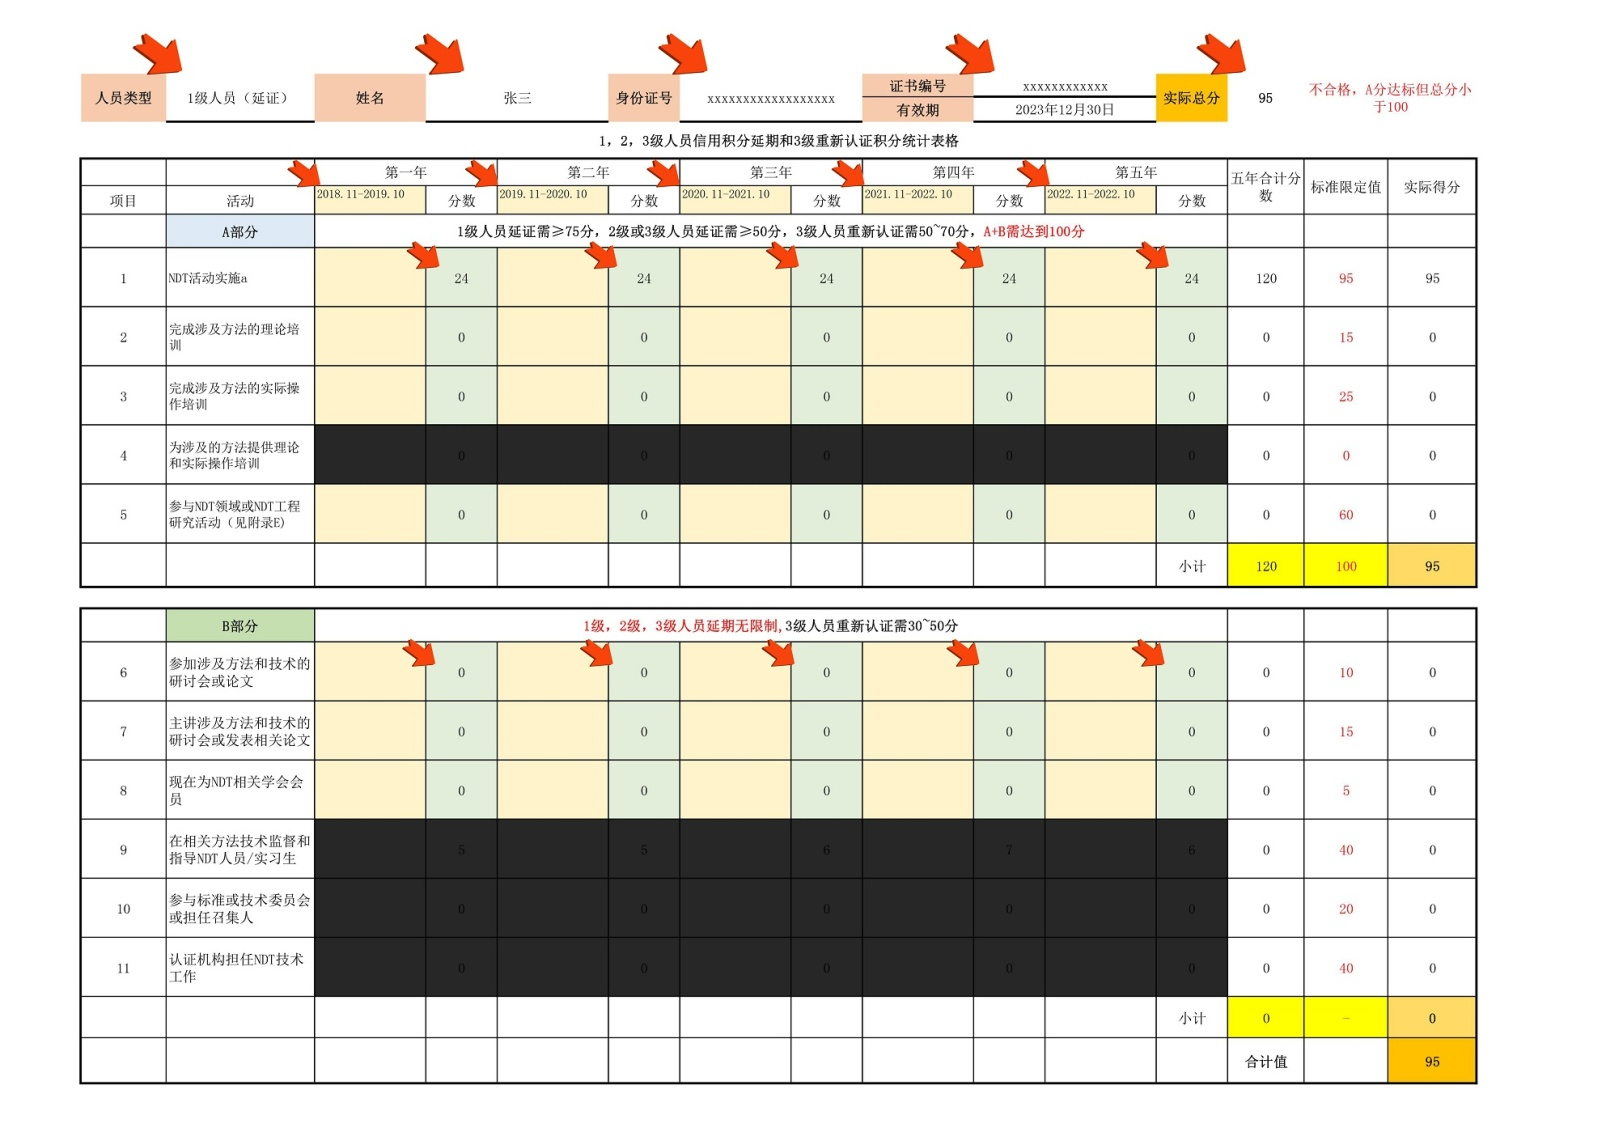 人员类型 1级人员（延证） 姓名 张三 身份证号 xxxxxxxxxxxxxxxxxx 证书编号 xxxxxxxxxxxx 实际总分 95 不合格，A分达标但总分小
于100
有效期 2023年12月30日
1，2，3级人员信用积分延期和3级重新认证积分统计表格
第一年 第二年 第三年 第四年 第五年 五年合计分
数 标准限定值 实际得分
项目 活动 2018.11-2019.10 分数 2019.11-2020.10 分数 2020.11-2021.10 分数 2021.11-2022.10 分数 2022.11-2022.10 分数
A部分 1级人员延证需≥75分，2级或3级人员延证需≥50分，3级人员重新认证需50~70分，A+B需达到100分
1 NDT活动实施a 24 24 24 24 24 120 95 95
2 完成涉及方法的理论培
训 0 0 0 0 0 0 15 0
3 完成涉及方法的实际操
作培训 0 0 0 0 0 0 25 0
4 为涉及的方法提供理论
和实际操作培训 0 0 0 0 0 0 0 0
5 参与NDT领域或NDT工程
研究活动（见附录E) 0 0 0 0 0 0 60 0
小计 120 100 95
B部分 1级，2级，3级人员延期无限制,3级人员重新认证需30~50分
6 参加涉及方法和技术的
研讨会或论文 0 0 0 0 0 0 10 0
7 主讲涉及方法和技术的
研讨会或发表相关论文 0 0 0 0 0 0 15 0
8 现在为NDT相关学会会
员 0 0 0 0 0 0 5 0
9 在相关方法技术监督和
指导NDT人员/实习生 5 5 6 7 6 0 40 0
10 参与标准或技术委员会
或担任召集人 0 0 0 0 0 0 20 0
11 认证机构担任NDT技术
工作 0 0 0 0 0 0 40 0
小计 0 – 0
合计值 95